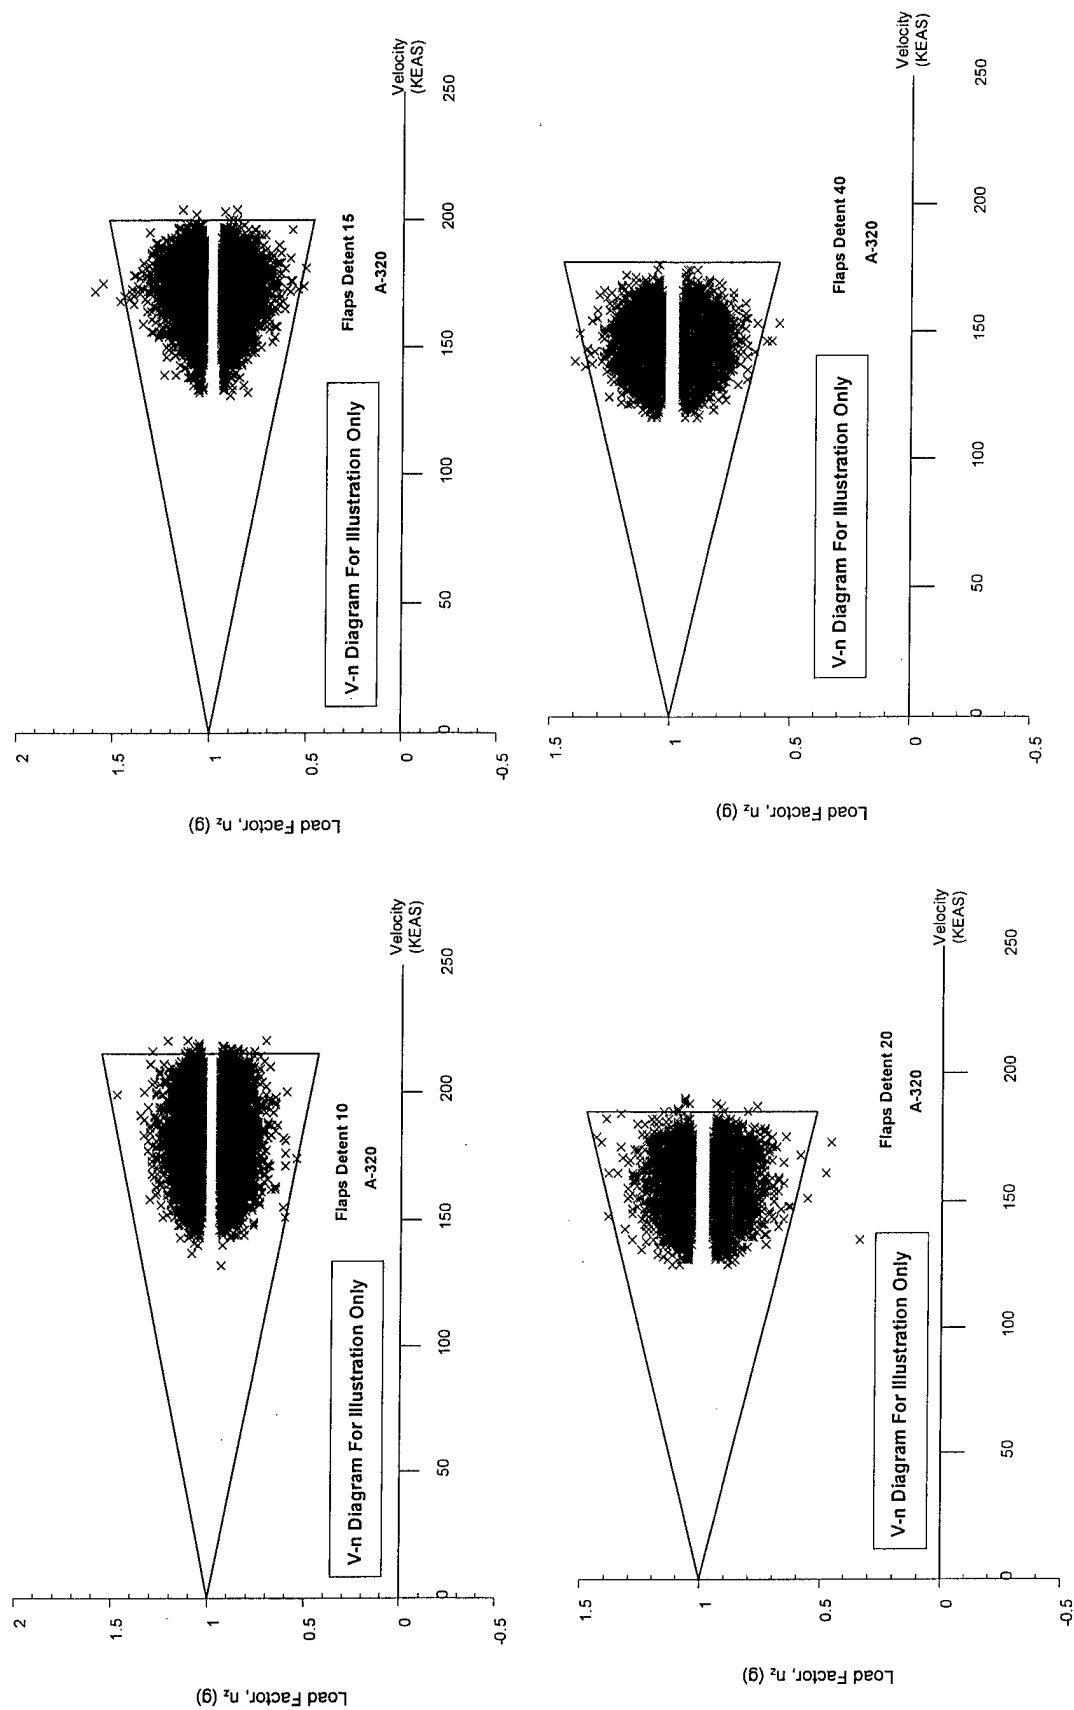 Load Factor, nz (g)
2
1.5
1
0.5
0
-0.5
0
50
100
150
200
250
Velocity
(KEAS)
Flaps Detent 10
A-320
V-n Diagram For Illustration Only
Load Factor, nz (g)
2
1.5
1
0.5
0
-0.5
0
50
100
150
200
250
Velocity
(KEAS)
Flaps Detent 15
A-320
V-n Diagram For Illustration Only
Load Factor, nz (g)
1.5
1
0.5
0
-0.5
0
50
100
150
200
250
Velocity
(KEAS)
Flaps Detent 20
A-320
V-n Diagram For Illustration Only
Load Factor, nz (g)
1.5
1
0.5
0
-0.5
0
50
100
150
200
250
Velocity
(KEAS)
Flaps Detent 40
A-320
V-n Diagram For Illustration Only